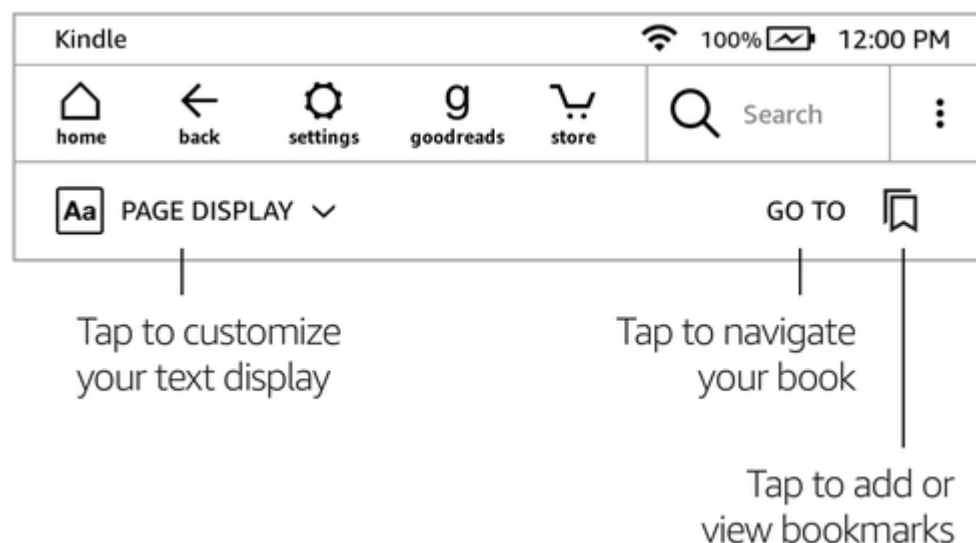 Kindle 100% 12:00 PM
home back settings goodreads store Search
Aa PAGE DISPLAY GO TO
Tap to customize
your text display
Tap to navigate
your book
Tap to add or
view bookmarks